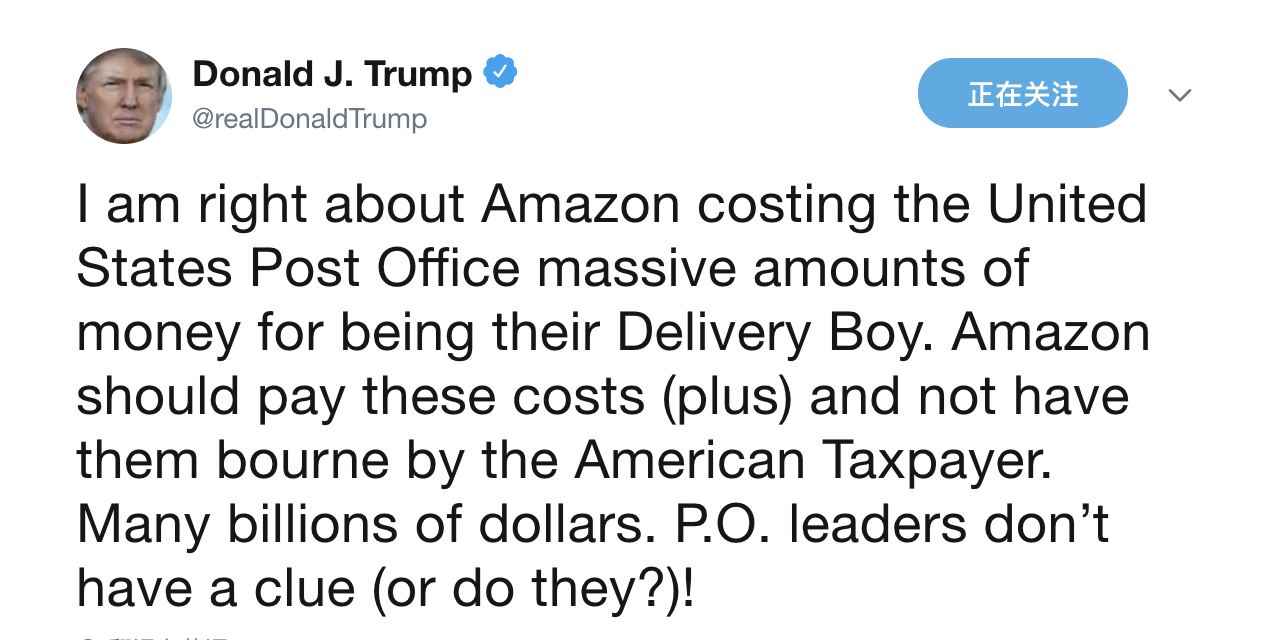 Donald J. Trump
@realDonaldTrump
正在关注
I am right about Amazon costing the United
States Post Office massive amounts of
money for being their Delivery Boy. Amazon
should pay these costs (plus) and not have
them bourne by the American Taxpayer.
Many billions of dollars. P.O. leaders don’t
have a clue (or do they?)!